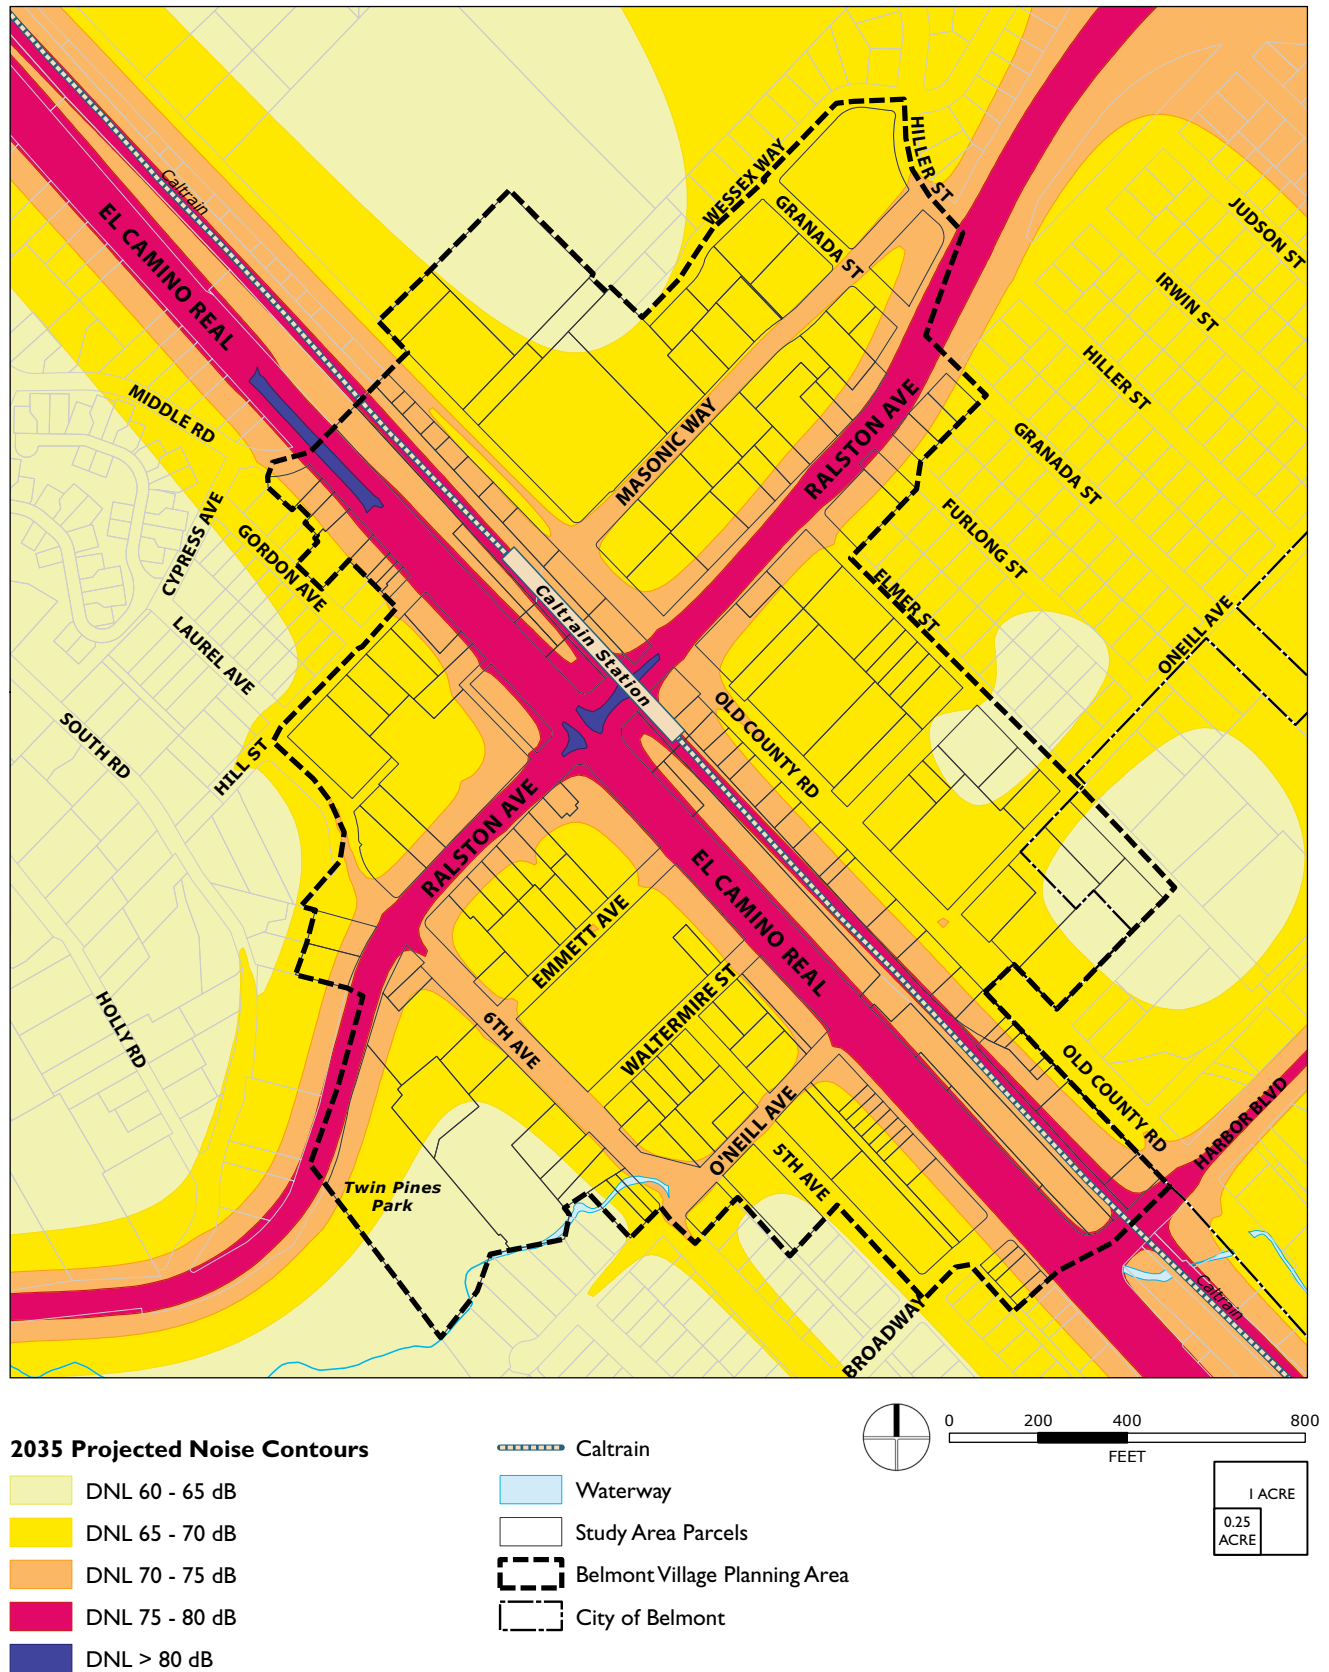 HILLER ST
WESSEX WAY
GRANADA ST
JUDSON ST
Caltrain
EL CAMINO REAL
IRWIN ST
HILLER ST
MIDDLE RD
MASONIC WAY
RALSTON AVE
GRANADA ST
CYPRESS AVE
GORDON AVE
FURLONG ST
ELMER ST
Caltrain Station
ONEILL AVE
LAUREL AVE
SOUTH RD
HILL ST
OLD COUNTY RD
RALSTON AVE
EL CAMINO REAL
EMMETT AVE
WALTERMIRE ST
HOLLY RD
6TH AVE
OLD COUNTY RD
HARBOR BLVD
O'NEILL AVE
5TH AVE
Twin Pines
Park
Caltrain
BROADWAY
0 200 400 800
FEET
2035 Projected Noise Contours
DNL 60 - 65 dB
DNL 65 - 70 dB
DNL 70 - 75 dB
DNL 75 - 80 dB
DNL > 80 dB
Caltrain
Waterway
Study Area Parcels
Belmont Village Planning Area
City of Belmont
1 ACRE
0.25
ACRE